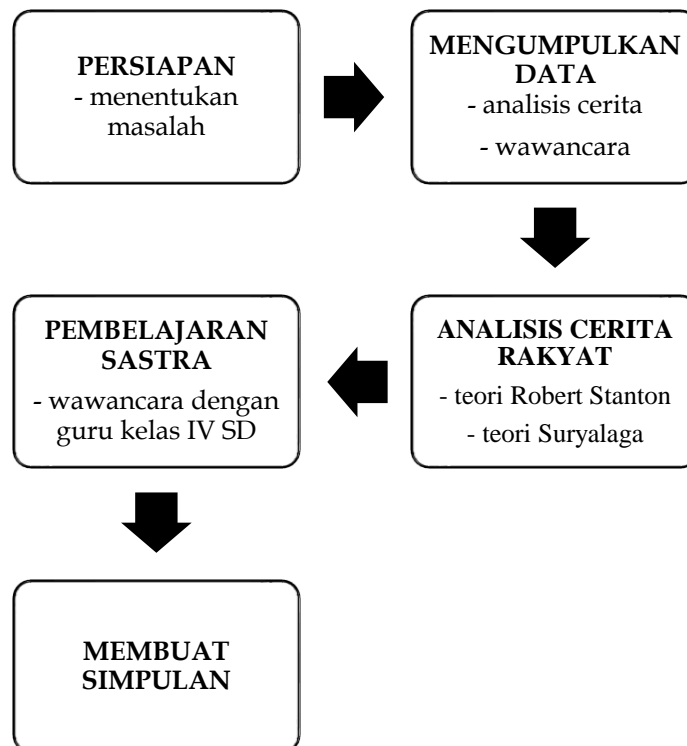 PERSIAPAN
- menentukan
masalah
MENGUMPULKAN
DATA
- analisis cerita
- wawancara
ANALISIS CERITA
RAKYAT
- teori Robert Stanton
- teori Suryalaga
PEMBELAJARAN
SASTRA
- wawancara dengan
guru kelas IV SD
MEMBUAT
SIMPULAN